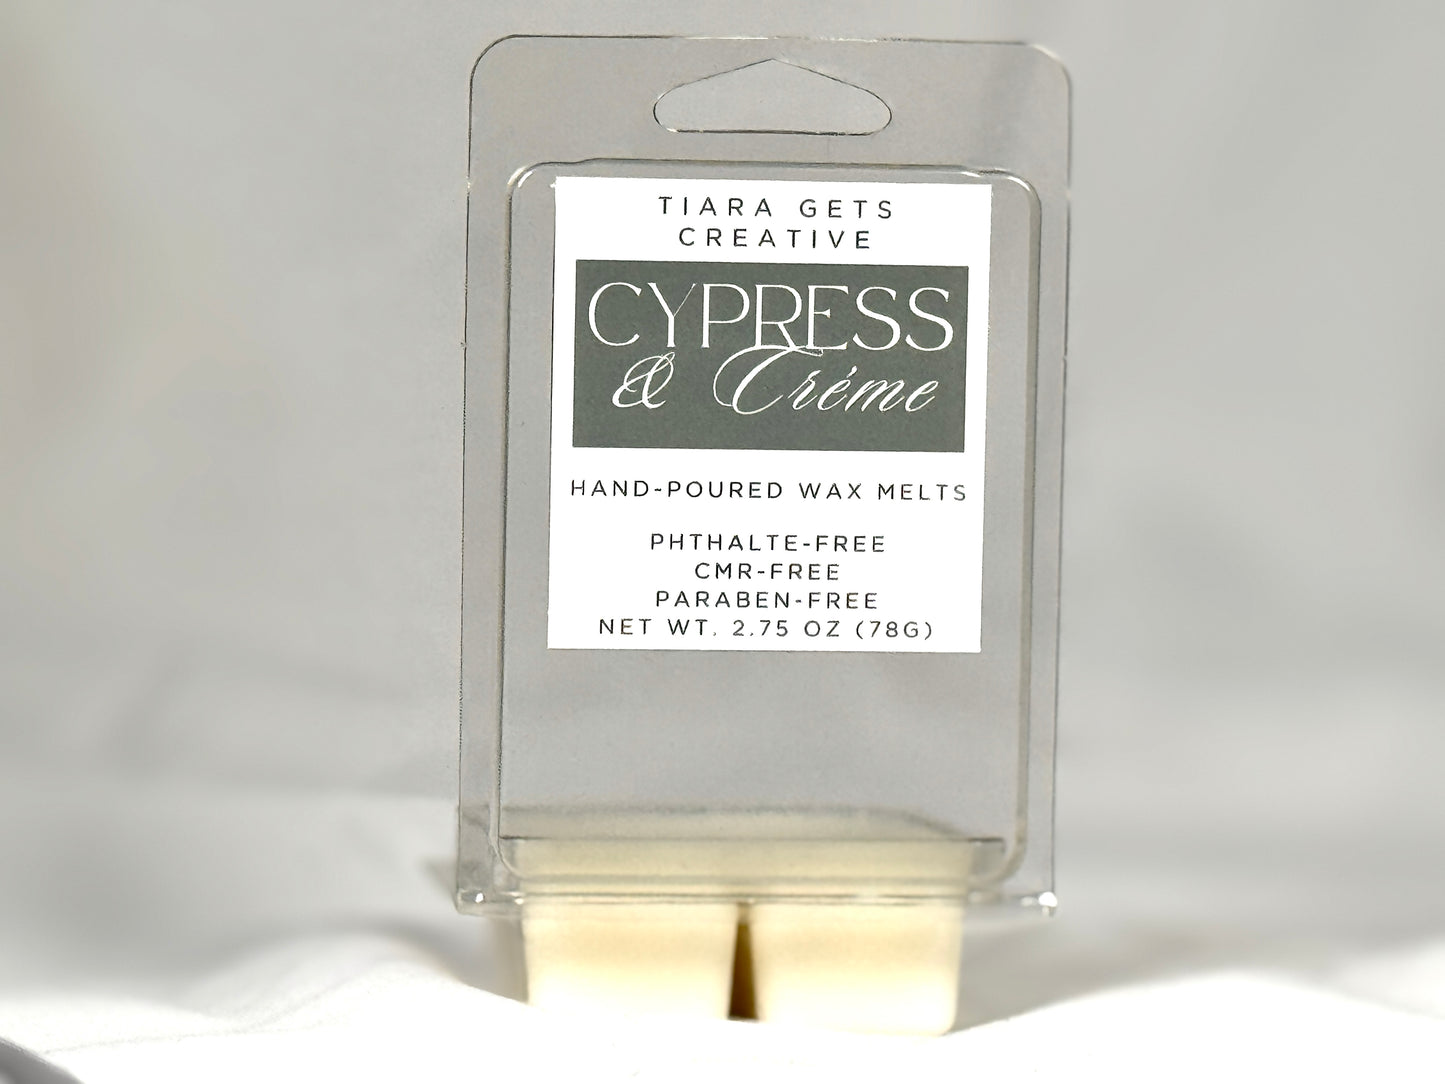 TIARA GETS
CREATIVE
CYPRESS
& Créme
HAND-POURED WAX MELTS
PHTHALTE-FREE
CMR-FREE
PARABEN-FREE
NET WT. 2.75 OZ (78G)